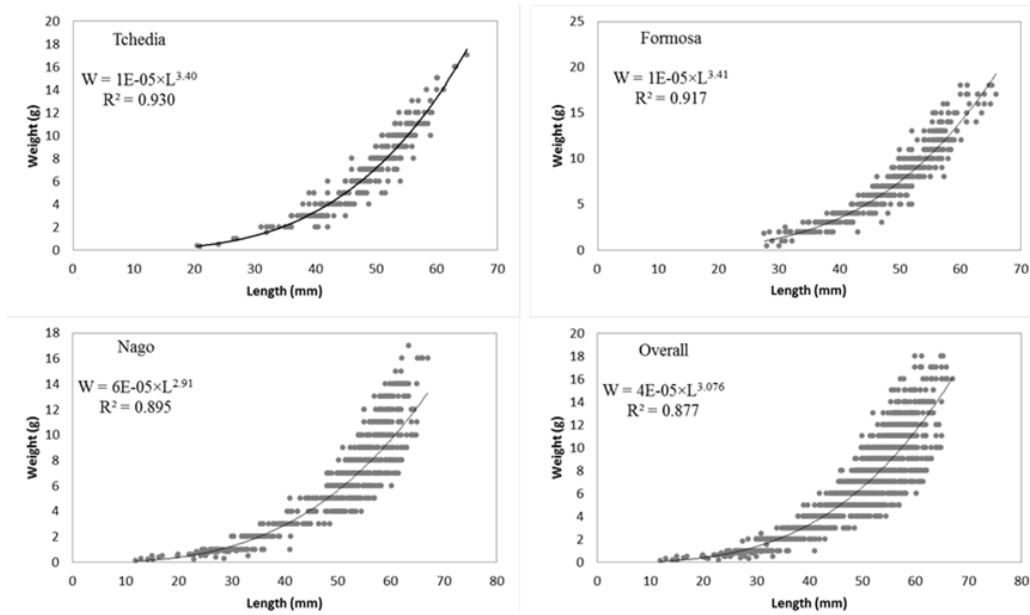 Tchedia
W = 1E-05×L^3.40
R² = 0.930
Weight (g)
20
18
16
14
12
10
8
6
4
2
0
0 10 20 30 40 50 60 70
Length (mm)
Formosa
W = 1E-05×L^3.41
R² = 0.917
Weight (g)
25
20
15
10
5
0
0 10 20 30 40 50 60 70
Length (mm)
Nago
W = 6E-05×L^2.91
R² = 0.895
Weight (g)
18
16
14
12
10
8
6
4
2
0
0 10 20 30 40 50 60 70 80
Length (mm)
Overall
W = 4E-05×L^3.076
R² = 0.877
Weight (g)
20
18
16
14
12
10
8
6
4
2
0
0 10 20 30 40 50 60 70 80
Length (mm)